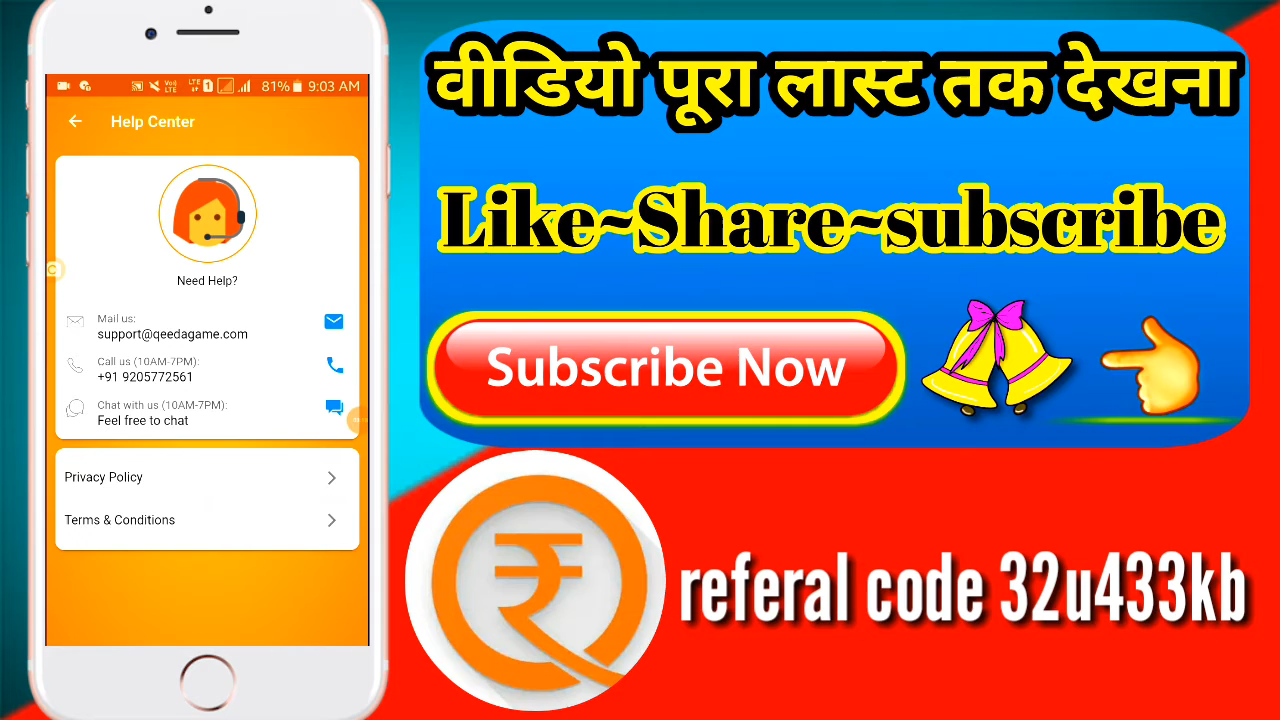 वीडियो पूरा लास्ट तक देखना
Like~Share~subscribe
Subscribe Now
referal code 32u433kb
81% 9:03 AM
Help Center
Need Help?
Mail us:
support@qeedagame.com
Call us (10AM-7PM):
+91 9205772561
Chat with us (10AM-7PM):
Feel free to chat
Privacy Policy
Terms & Conditions